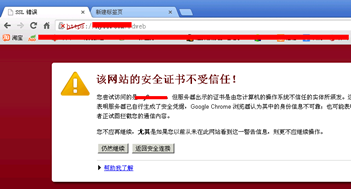 SSL 错误
新建标签页
https:
淘宝
该网站的安全证书不受信任！
您尝试访问的是 但服务器出示的证书是由您计算机的操作系统不信任的实体所颁发。
表明服务器已自行生成了安全凭据，Google Chrome 浏览器认为其中的身份信息不可靠；也可能表
者正试图拦截您的通信内容。
您不应再继续，尤其是如果您以前从未在此网站看到这一警告信息，则更不应继续操作。
仍然继续 返回安全连接
帮助我了解